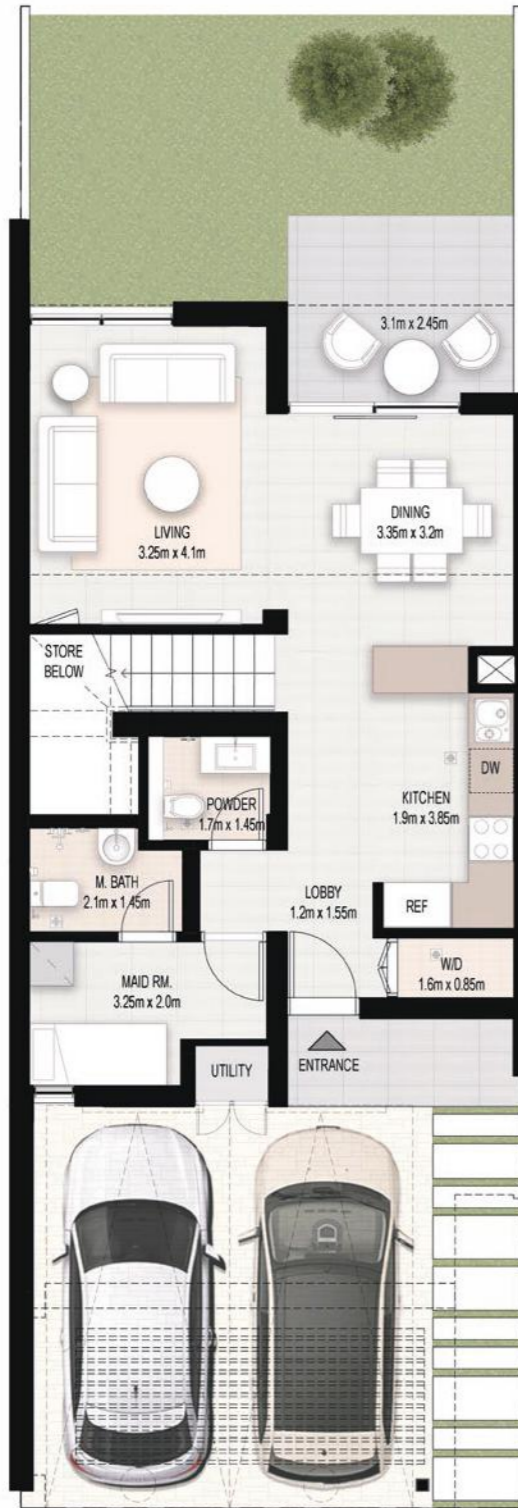 3.1m x 2.45m
DINING
3.35m x 3.2m
LIVING
3.25m x 4.1m
STORE
BELOW
DW
KITCHEN
1.9m x 3.85m
POWDER
1.7m x 1.45m
M. BATH
2.1m x 1.45m
LOBBY
1.2m x 1.55m
REF
W/D
1.6m x 0.85m
MAID RM.
3.25m x 2.0m
UTILITY
ENTRANCE